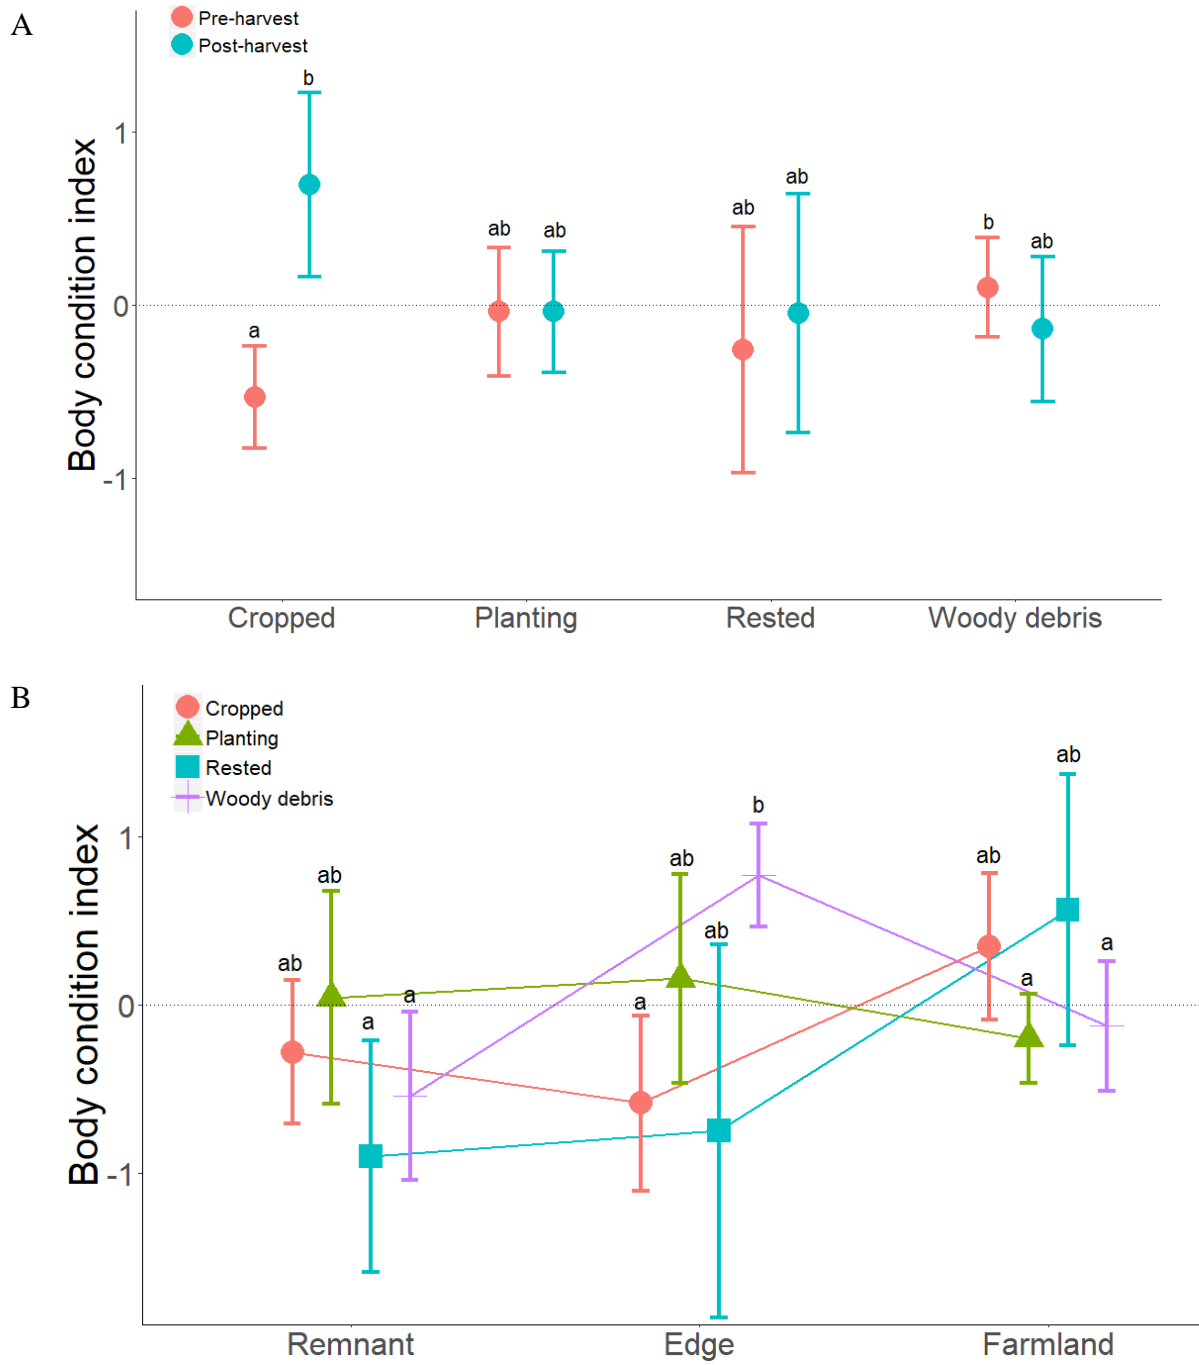 A
Pre-harvest
Post-harvest
Body condition index
1
0
-1
a
b
ab
ab
ab
ab
b
ab
Cropped
Planting
Rested
Woody debris
B
Cropped
Planting
Rested
Woody debris
Body condition index
1
0
-1
ab
ab
a
a
a
ab
ab
b
ab
a
ab
a
Remnant
Edge
Farmland